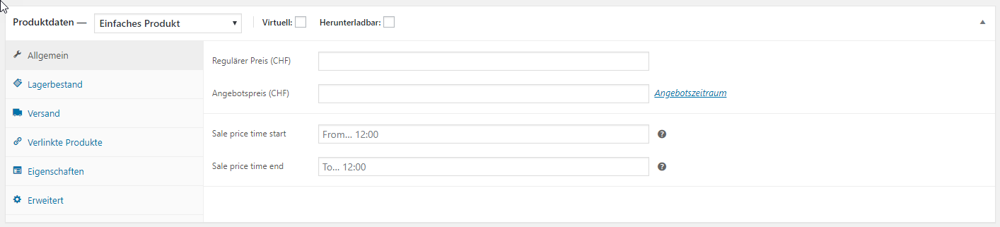 Produktdaten — Einfaches Produkt Virtuell: Herunterladbar:
Allgemein
Lagerbestand
Versand
Verlinkte Produkte
Eigenschaften
Erweitert
Regulärer Preis (CHF)
Angebotspreis (CHF) Angebotszeitraum
Sale price time start From... 12:00
Sale price time end To... 12:00